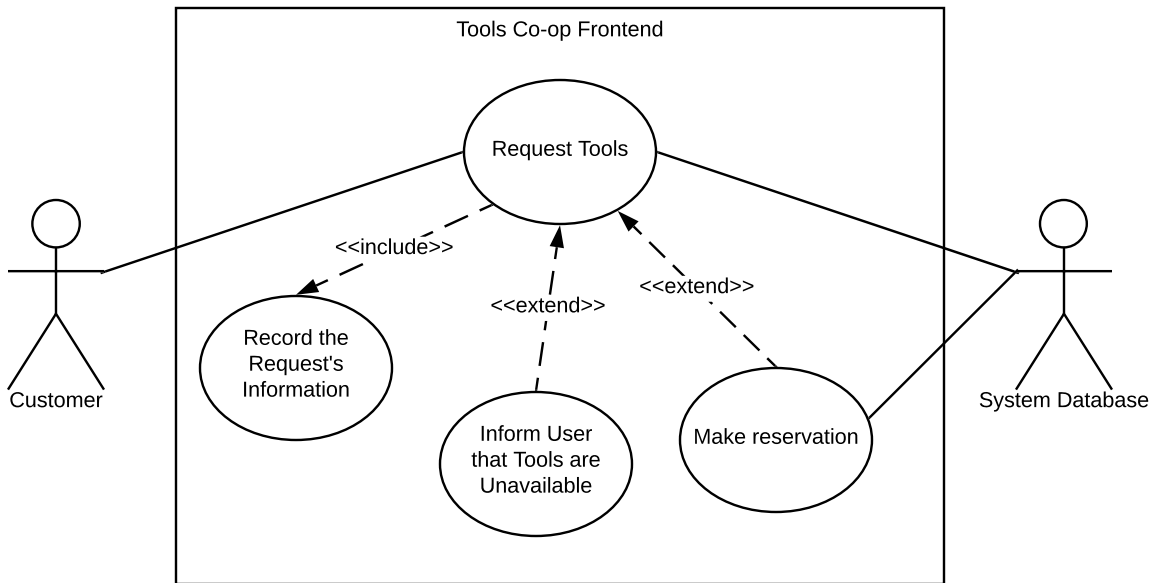 Tools Co-op Frontend
Request Tools
<<include>>
<<extend>>
<<extend>>
Record the
Request's
Information
Customer
System Database
Inform User
that Tools are
Unavailable
Make reservation